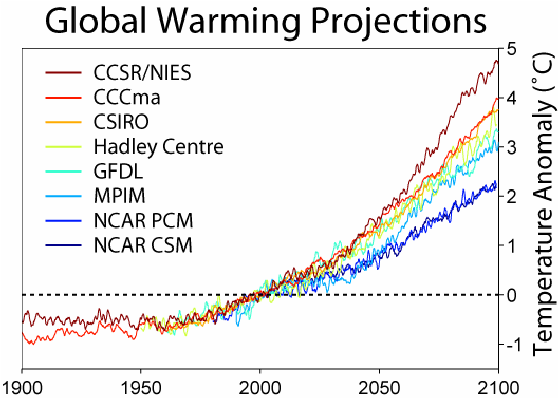 Global Warming Projections
CCSR/NIES
CCCma
CSIRO
Hadley Centre
GFDL
MPIM
NCAR PCM
NCAR CSM
5
4
3
2
1
0
-1
Temperature Anomaly (˚C)
1900
1950
2000
2050
2100